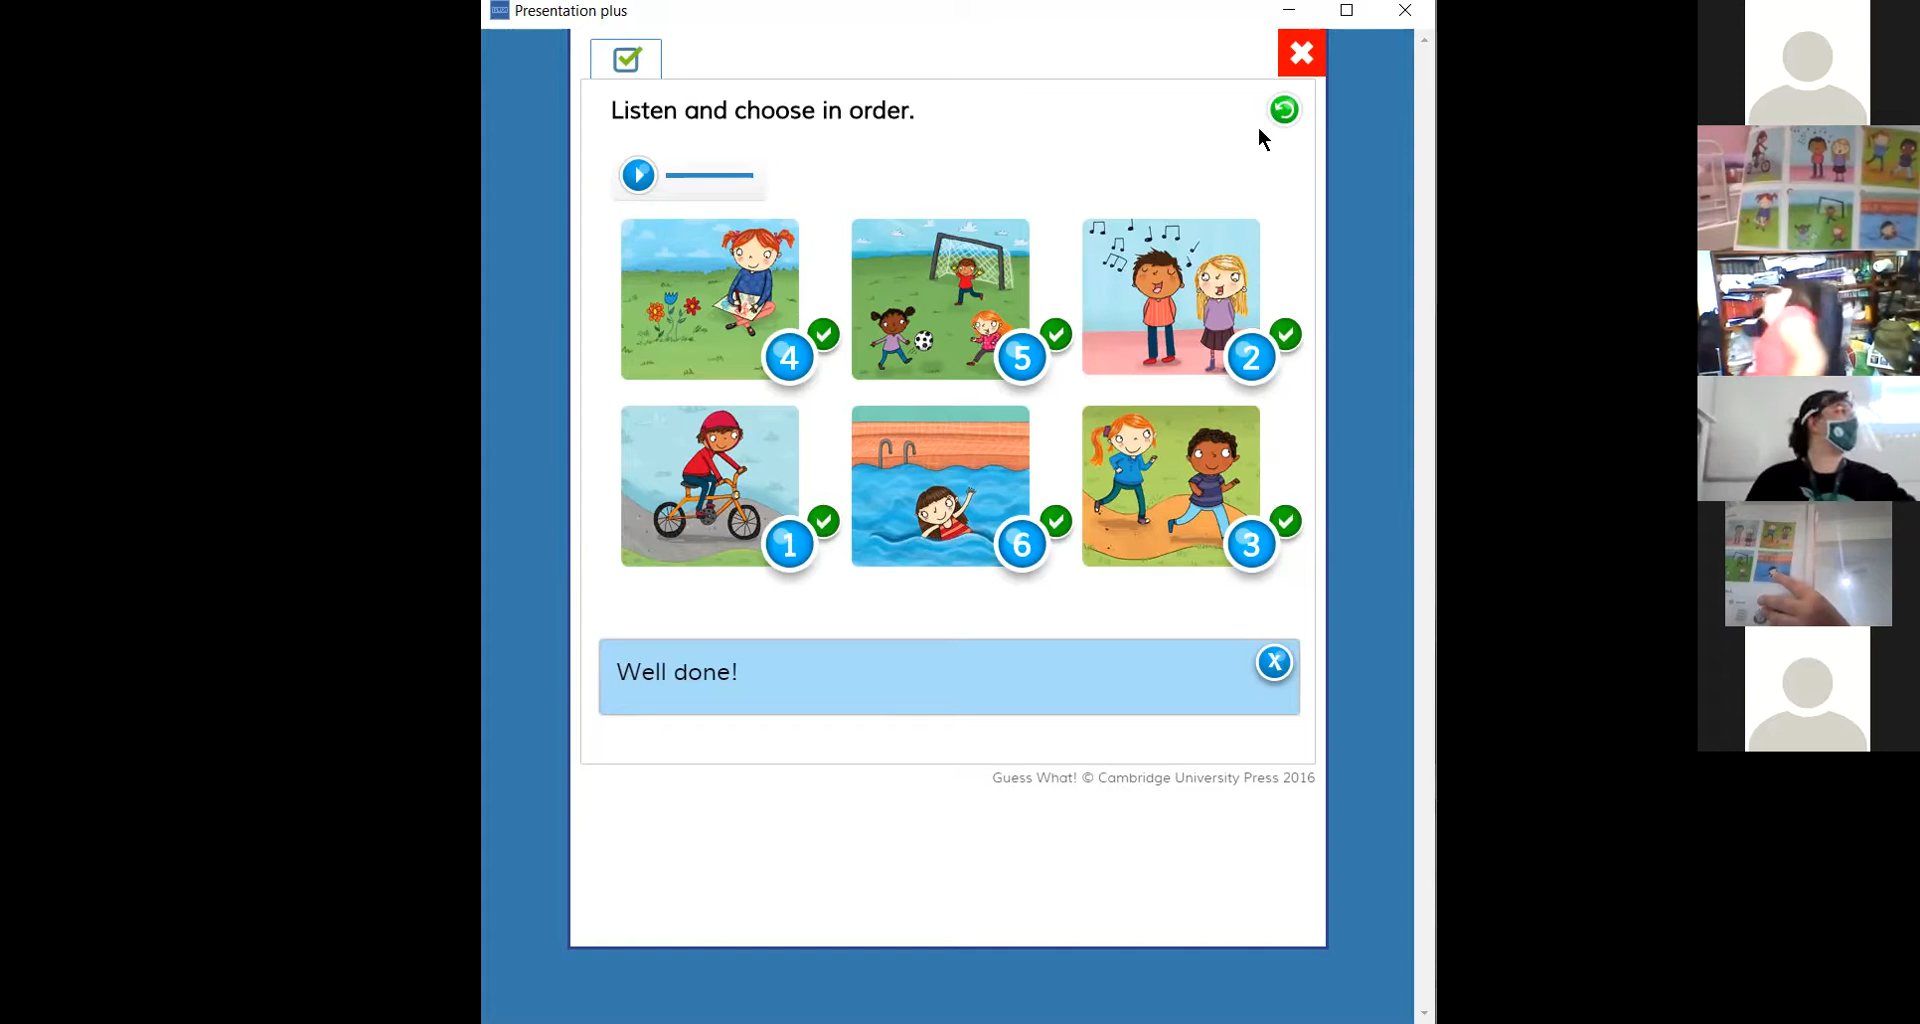 Presentation plus
Listen and choose in order.
4
5
2
1
6
3
Well done!
X
Guess What! © Cambridge University Press 2016